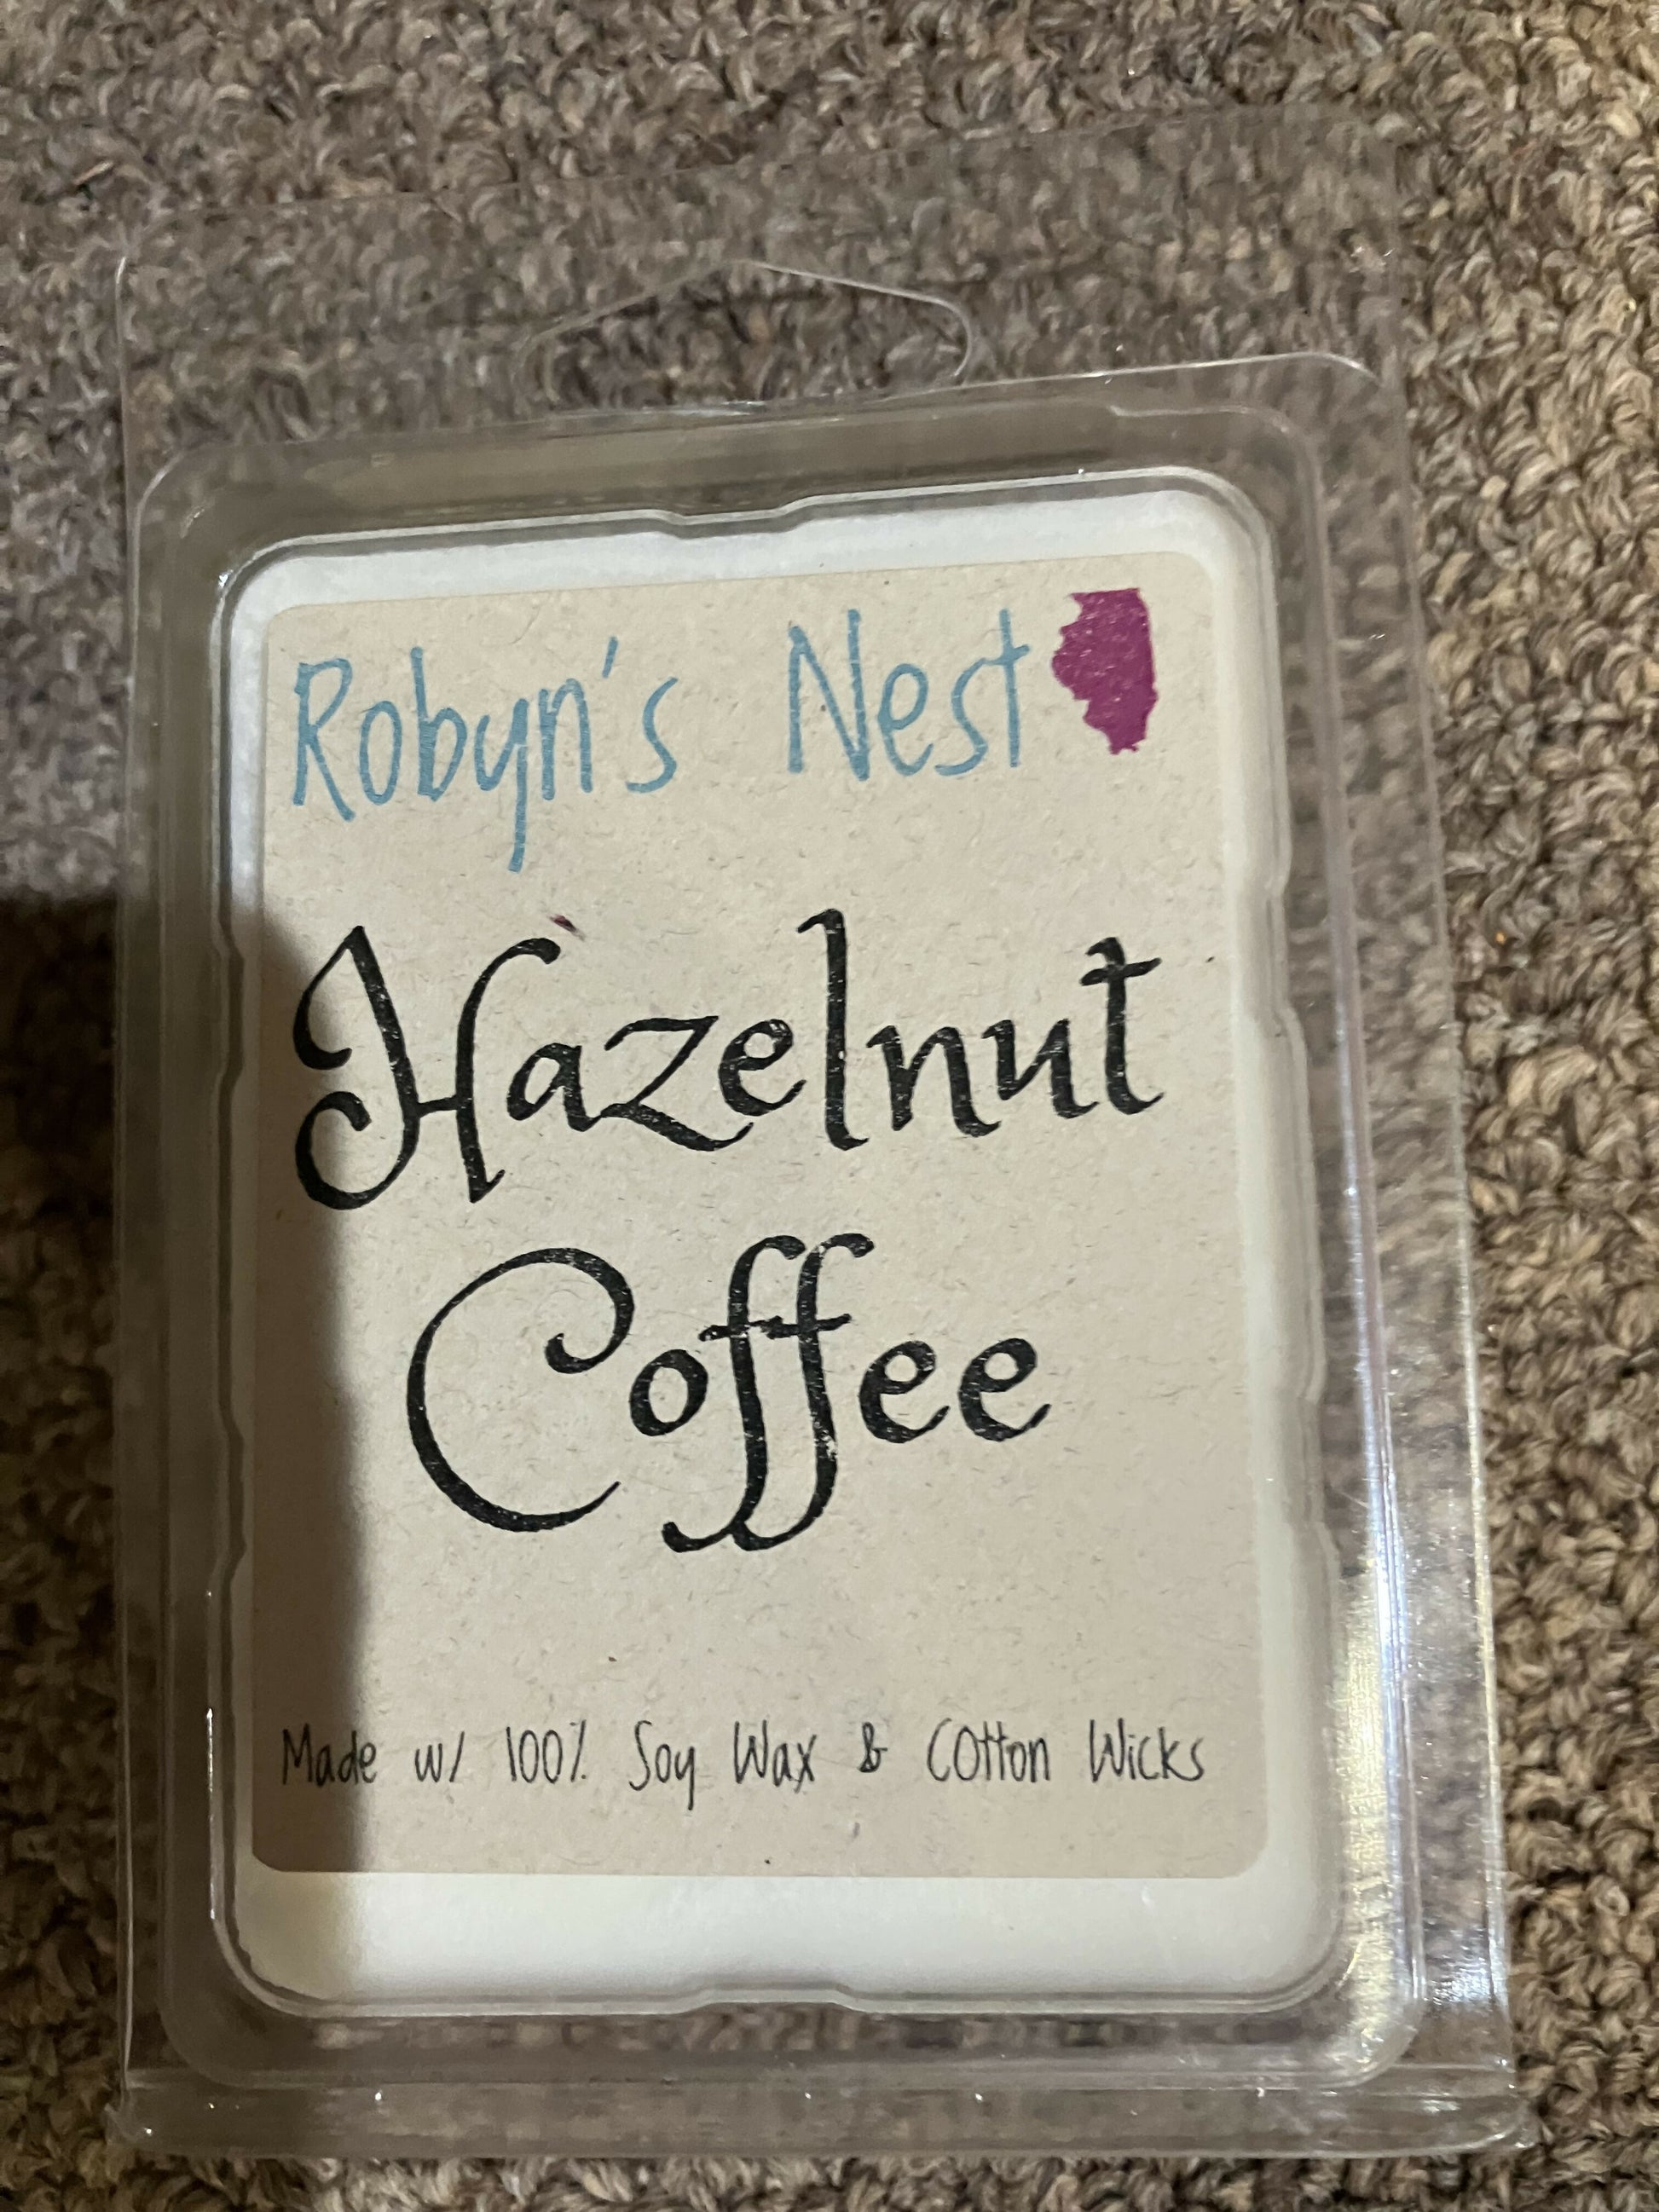 Robyn's Nest
Hazelnut
Coffee
Made w/ 100% Soy Wax & Cotton Wicks